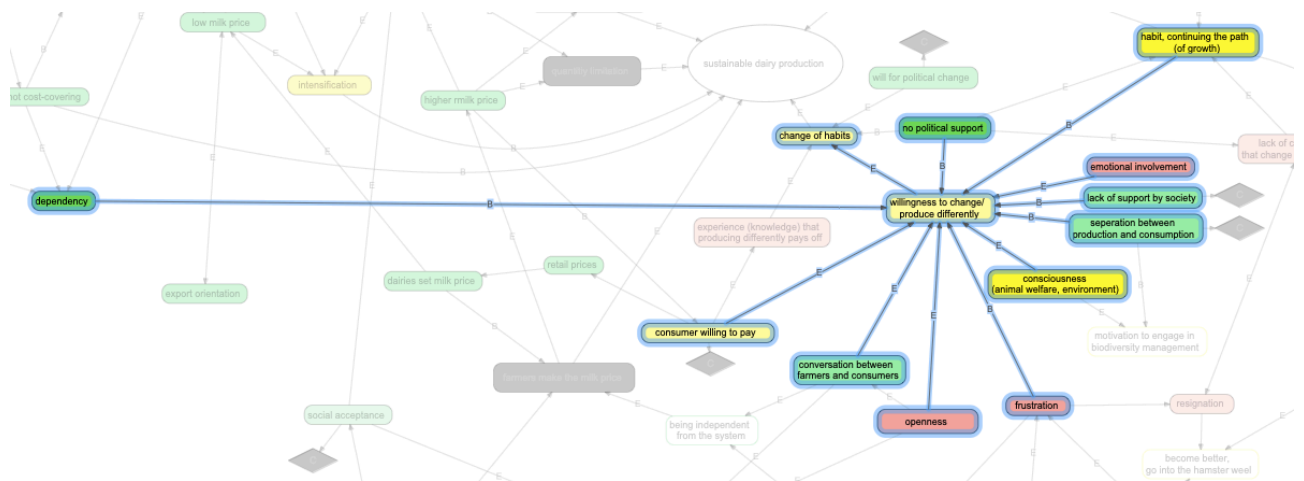 low milk price
B
habit, continuing the path
(of growth)
C
E
B
E
E
E
E
sustainable dairy production
quantity limitation
E
will for political change
intensification
not cost-covering
higher rmilk price
E
E
B
no political support
E
change of habits
B
E
lack of c
that change
E
B
emotional involvement
E
lack of support by society
B
C
dependency
B
willingness to change/
produce differently
seperation between
production and consumption
B
C
experience (knowledge) that
producing differently pays off
retail prices
E
dairies set milk price
export orientation
E
consciousness
(animal welfare, environment)
E
E
B
B
consumer willing to pay
motivation to engage in
biodiversity management
C
conversation between
farmers and consumers
farmers make the milk price
social acceptance
openness
frustration
E
resignation
being independent
from the system
C
become better,
go into the hamster weel